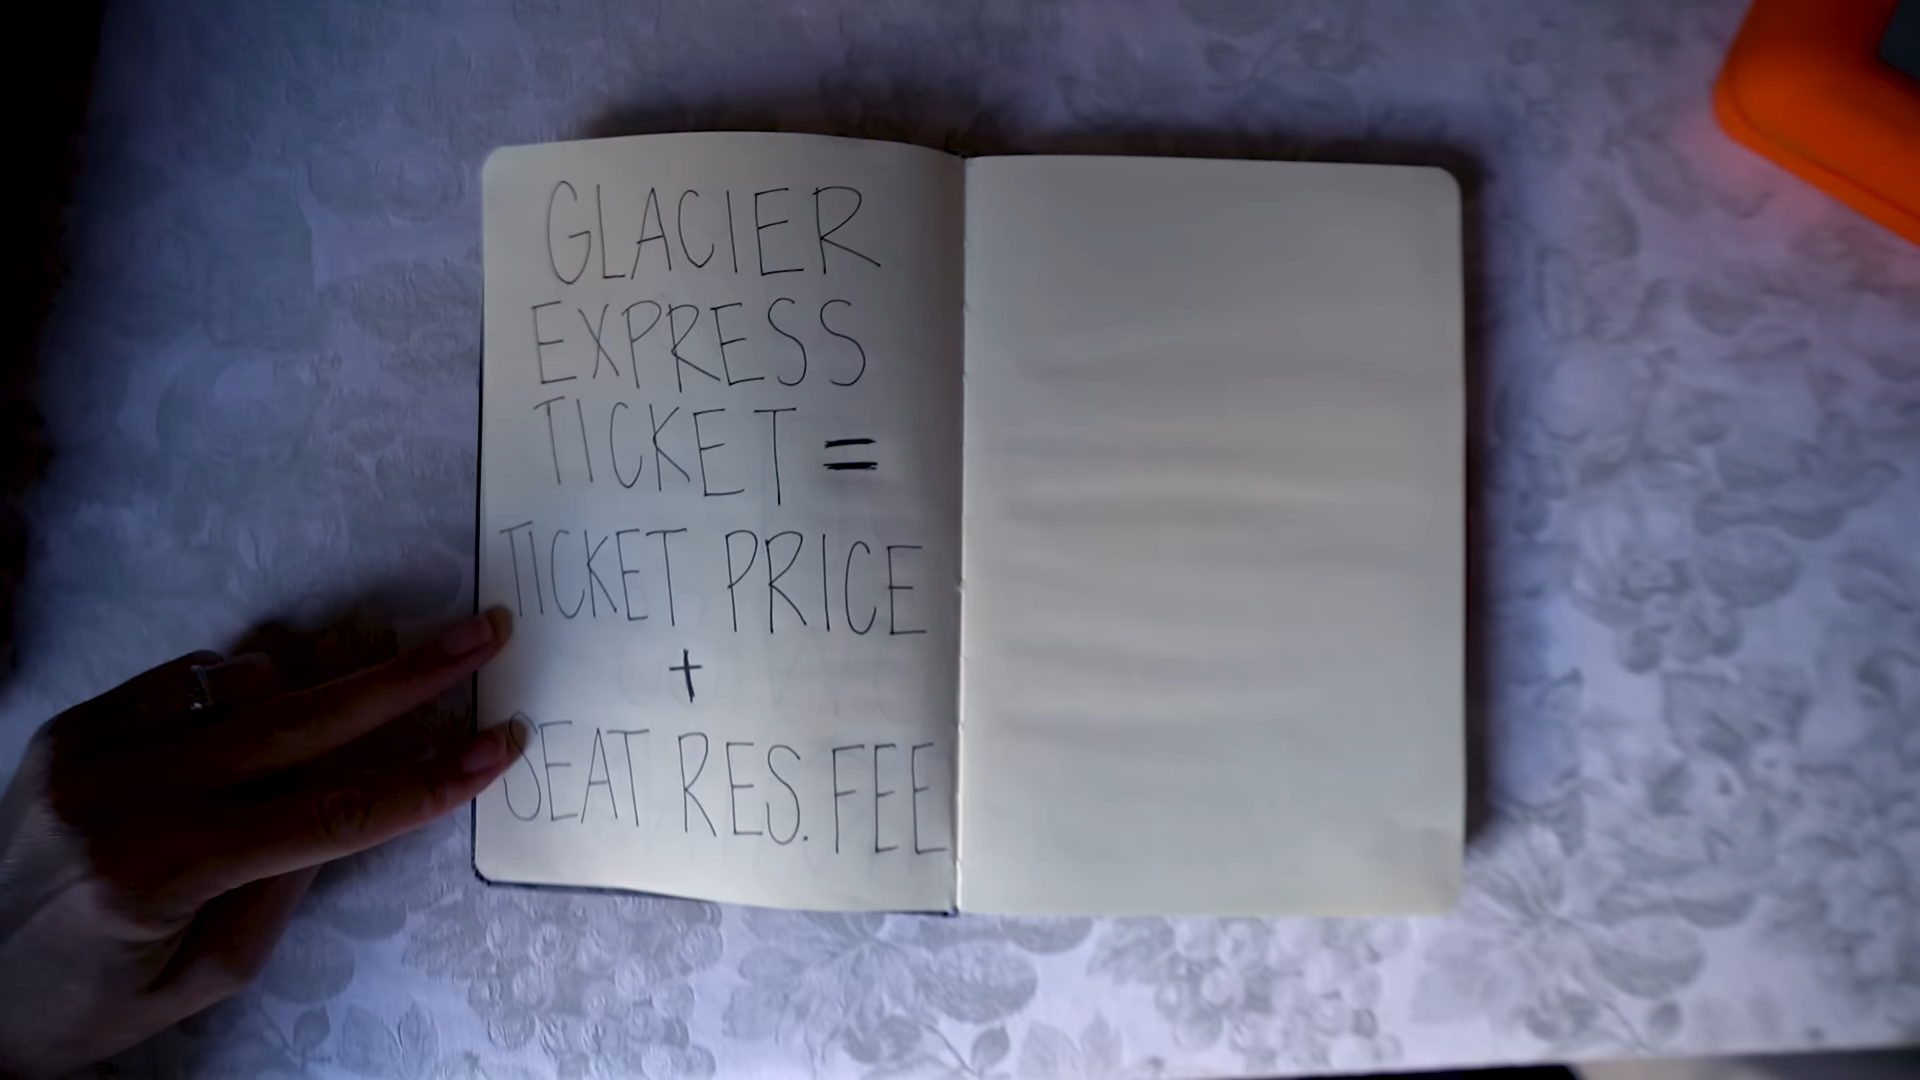 GLACIER
EXPRESS
TICKET =
TICKET PRICE
+
SEAT RES. FEE